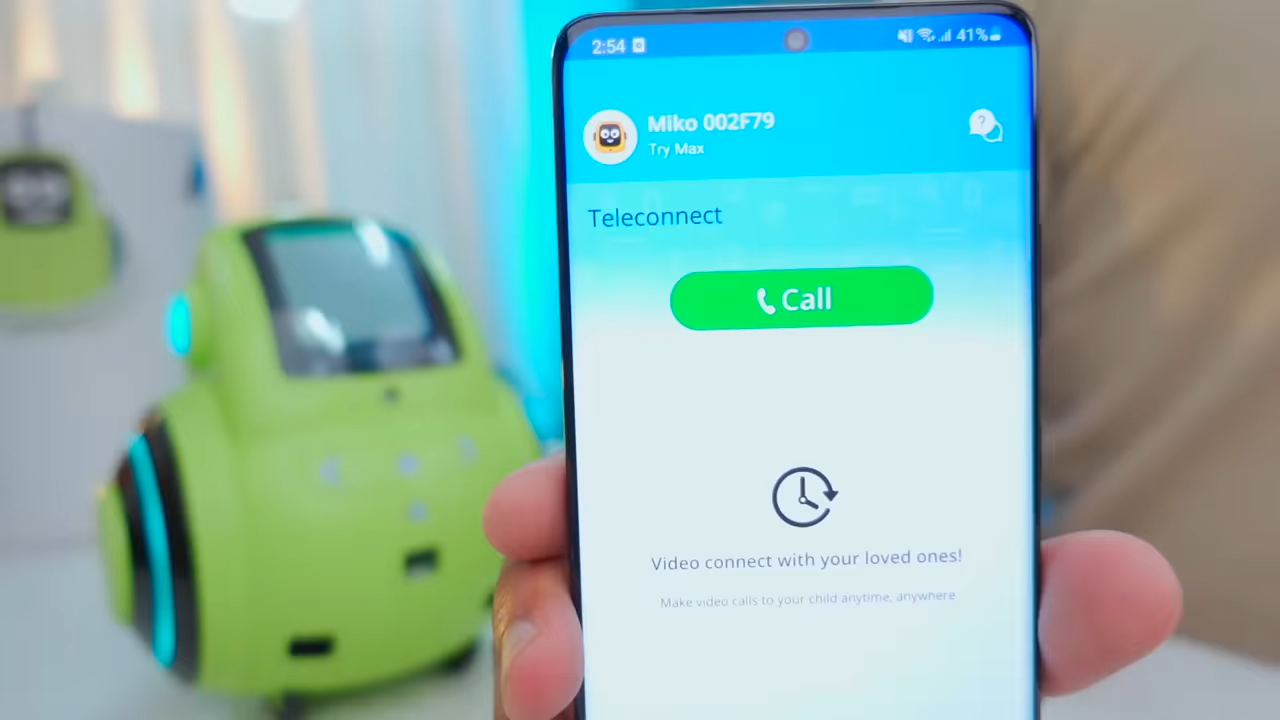 2:54 41%
Miko 002F79
Try Max
?
Teleconnect
Call
Video connect with your loved ones!
Make video calls to your child anytime, anywhere